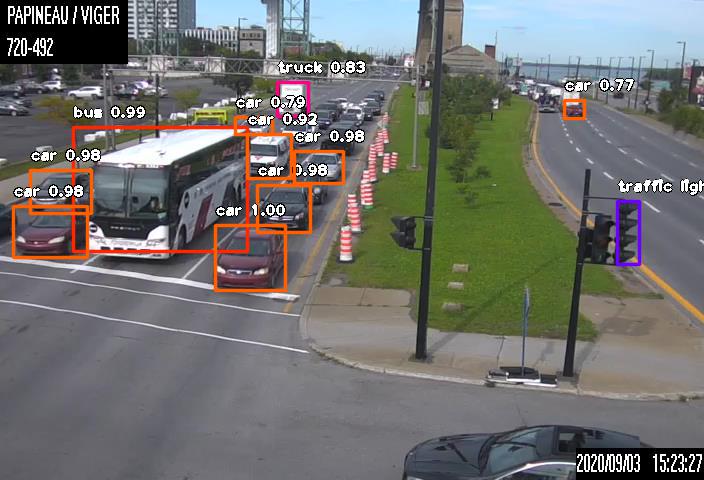 PAPINEAU / VIGER
720-492
truck 0.83
car 0.77
car 0.79
bus 0.99
car 0.92
car 0.98
car 0.98
car 0.98
car 0.98
traffic ligh
car 1.00
2020/09/03 15:23:27